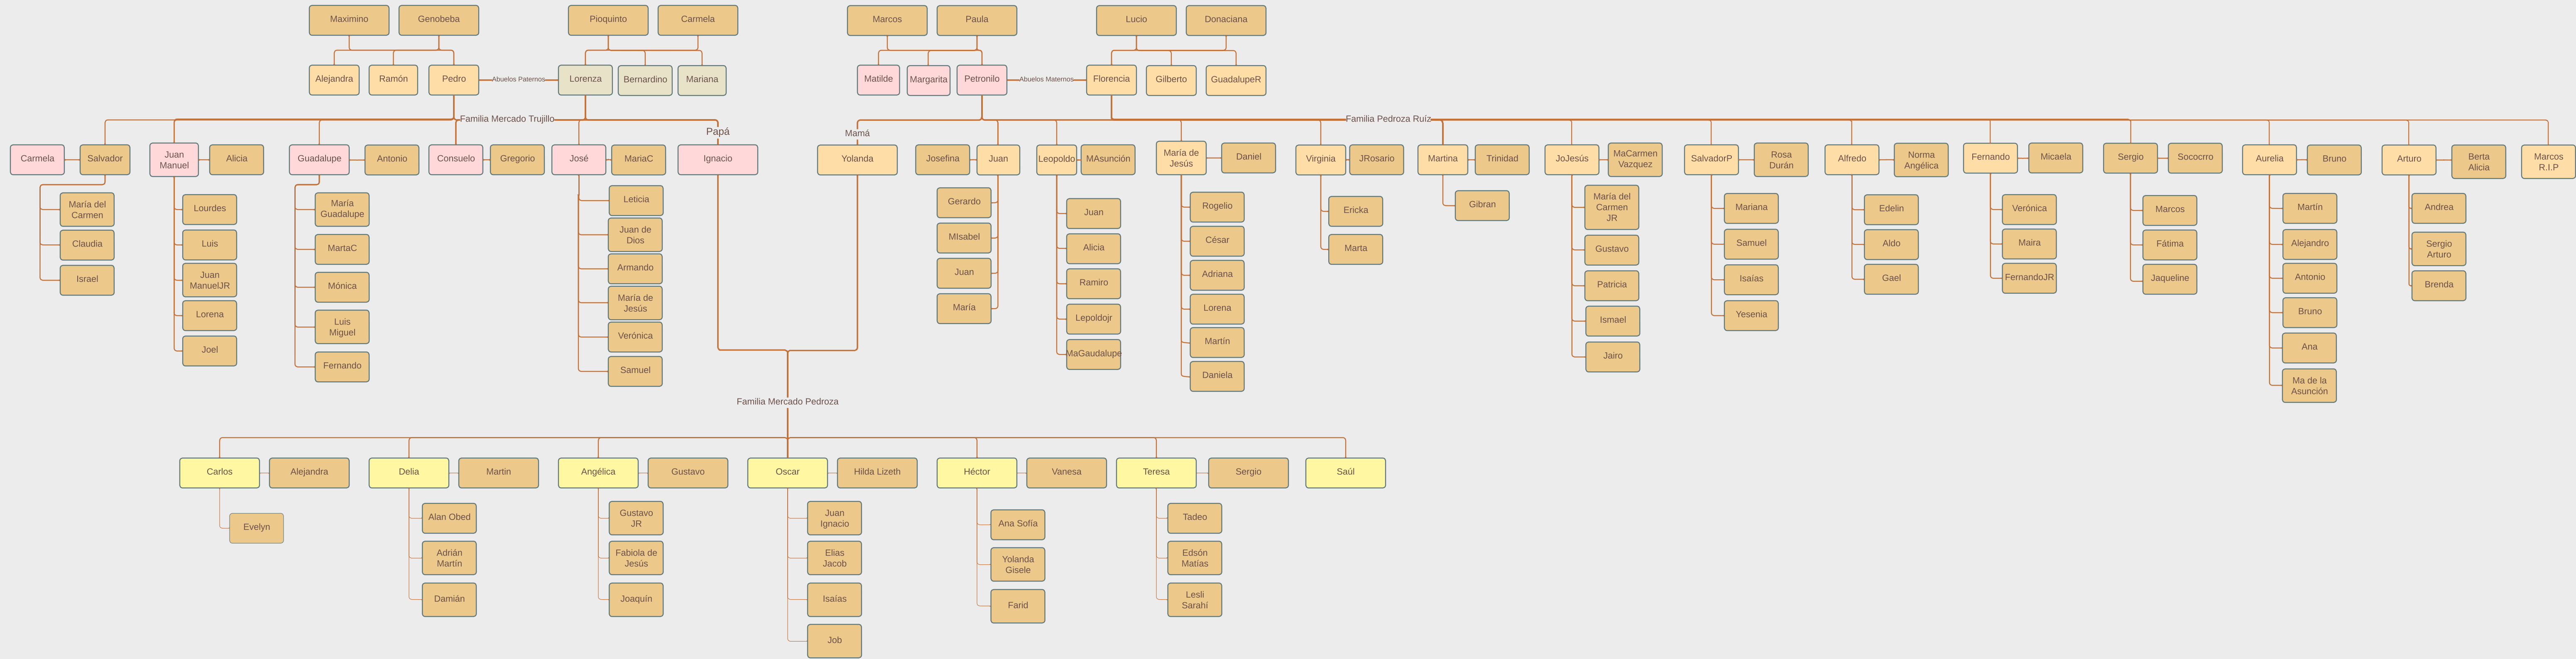 Maximino
Genobeba
Pioquinto
Carmela
Marcos
Paula
Lucio
Donaciana
Alejandra
Ramón
Pedro
Abuelos Paternos
Lorenza
Bernardino
Mariana
Matilde
Margarita
Petronilo
Abuelos Maternos
Florencia
Gilberto
GuadalupeR
Familia Mercado Trujillo
Familia Pedroza Ruíz
Papá
Mamá
Carmela
Salvador
Juan
Manuel
Alicia
Guadalupe
Antonio
Consuelo
Gregorio
José
MariaC
Ignacio
Yolanda
Josefina
Juan
Leopoldo
MAsunción
María de
Jesús
Daniel
Virginia
JRosario
Martina
Trinidad
JoJesús
MaCarmen
Vazquez
SalvadorP
Rosa
Durán
Alfredo
Norma
Angélica
Fernando
Micaela
Sergio
Sococrro
Aurelia
Bruno
Arturo
Berta
Alicia
Marcos
R.I.P
María del
Carmen
Claudia
Israel
Lourdes
Luis
Juan
ManuelJR
Lorena
Joel
María
Guadalupe
MartaC
Mónica
Luis
Miguel
Fernando
Leticia
Juan de
Dios
Armando
María de
Jesús
Verónica
Samuel
Gerardo
MIsabel
Juan
María
Juan
Alicia
Ramiro
Lepoldojr
MaGaudalupe
Rogelio
César
Adriana
Lorena
Martín
Daniela
Ericka
Marta
Gibran
María del
Carmen
JR
Gustavo
Patricia
Ismael
Jairo
Mariana
Samuel
Isaías
Yesenia
Edelin
Aldo
Gael
Verónica
Maira
FernandoJR
Marcos
Fátima
Jaqueline
Martín
Alejandro
Antonio
Bruno
Ana
Ma de la
Asunción
Andrea
Sergio
Arturo
Brenda
Familia Mercado Pedroza
Carlos
Alejandra
Delia
Martin
Angélica
Gustavo
Oscar
Hilda Lizeth
Héctor
Vanesa
Teresa
Sergio
Saúl
Evelyn
Alan Obed
Adrián
Martín
Damián
Gustavo
JR
Fabiola de
Jesús
Joaquín
Juan
Ignacio
Elias
Jacob
Isaías
Job
Ana Sofía
Yolanda
Gisele
Farid
Tadeo
Edsón
Matías
Lesli
Sarahí